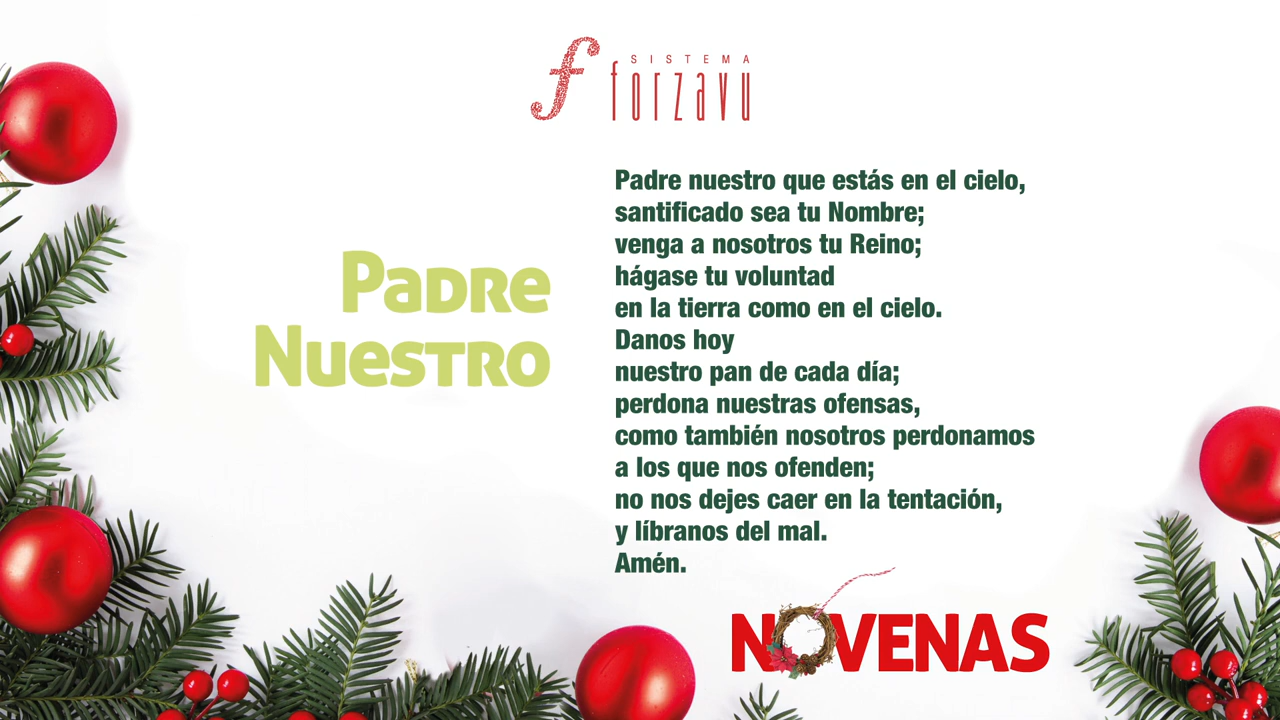 SISTEMA
forzavu
Padre
Nuestro
Padre nuestro que estás en el cielo,
santificado sea tu Nombre;
venga a nosotros tu Reino;
hágase tu voluntad
en la tierra como en el cielo.
Danos hoy
nuestro pan de cada día;
perdona nuestras ofensas,
como también nosotros perdonamos
a los que nos ofenden;
no nos dejes caer en la tentación,
y líbranos del mal.
Amén.
NOVENAS